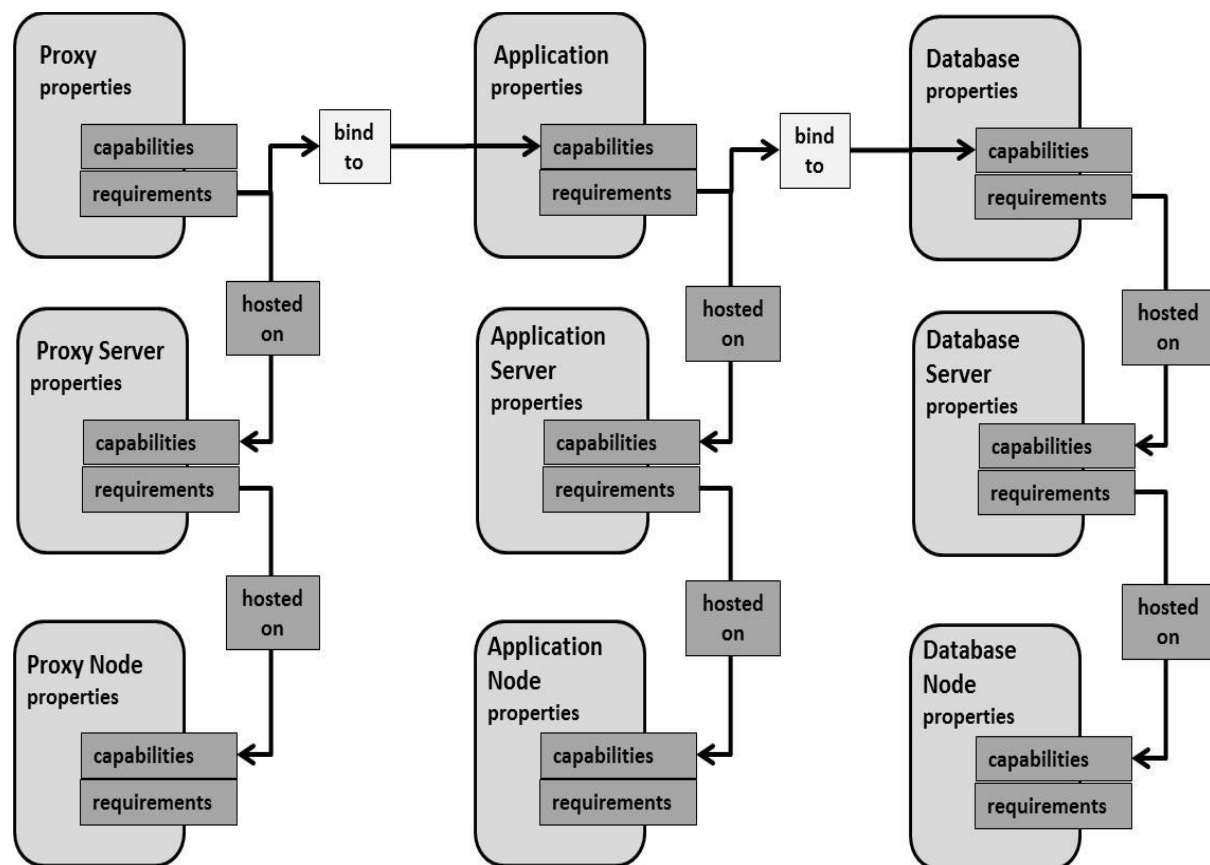 Proxy
properties
capabilities
requirements
bind
to
Application
properties
capabilities
requirements
bind
to
Database
properties
capabilities
requirements
hosted
on
hosted
on
hosted
on
Proxy Server
properties
capabilities
requirements
Application
Server
properties
capabilities
requirements
Database
Server
properties
capabilities
requirements
hosted
on
hosted
on
hosted
on
Proxy Node
properties
capabilities
requirements
Application
Node
properties
capabilities
requirements
Database
Node
properties
capabilities
requirements